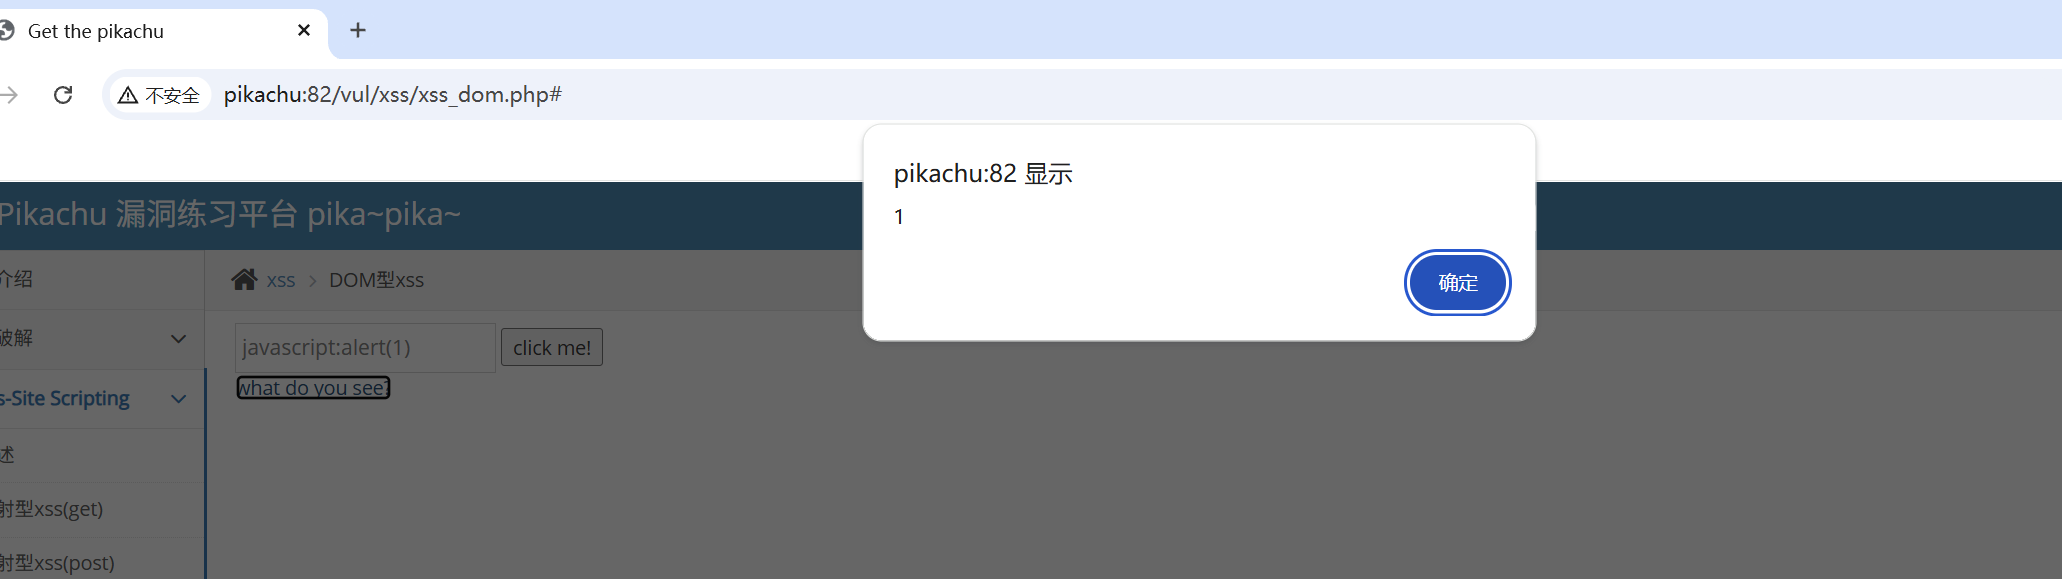 Get the pikachu
不安全 pikachu:82/vul/xss/xss_dom.php#
pikachu:82 显示
1
确定
Pikachu 漏洞练习平台 pika~pika~
介绍
破解
s-Site Scripting
述
射型xss(get)
射型xss(post)
xss > DOM型xss
javascript:alert(1) click me!
what do you see?